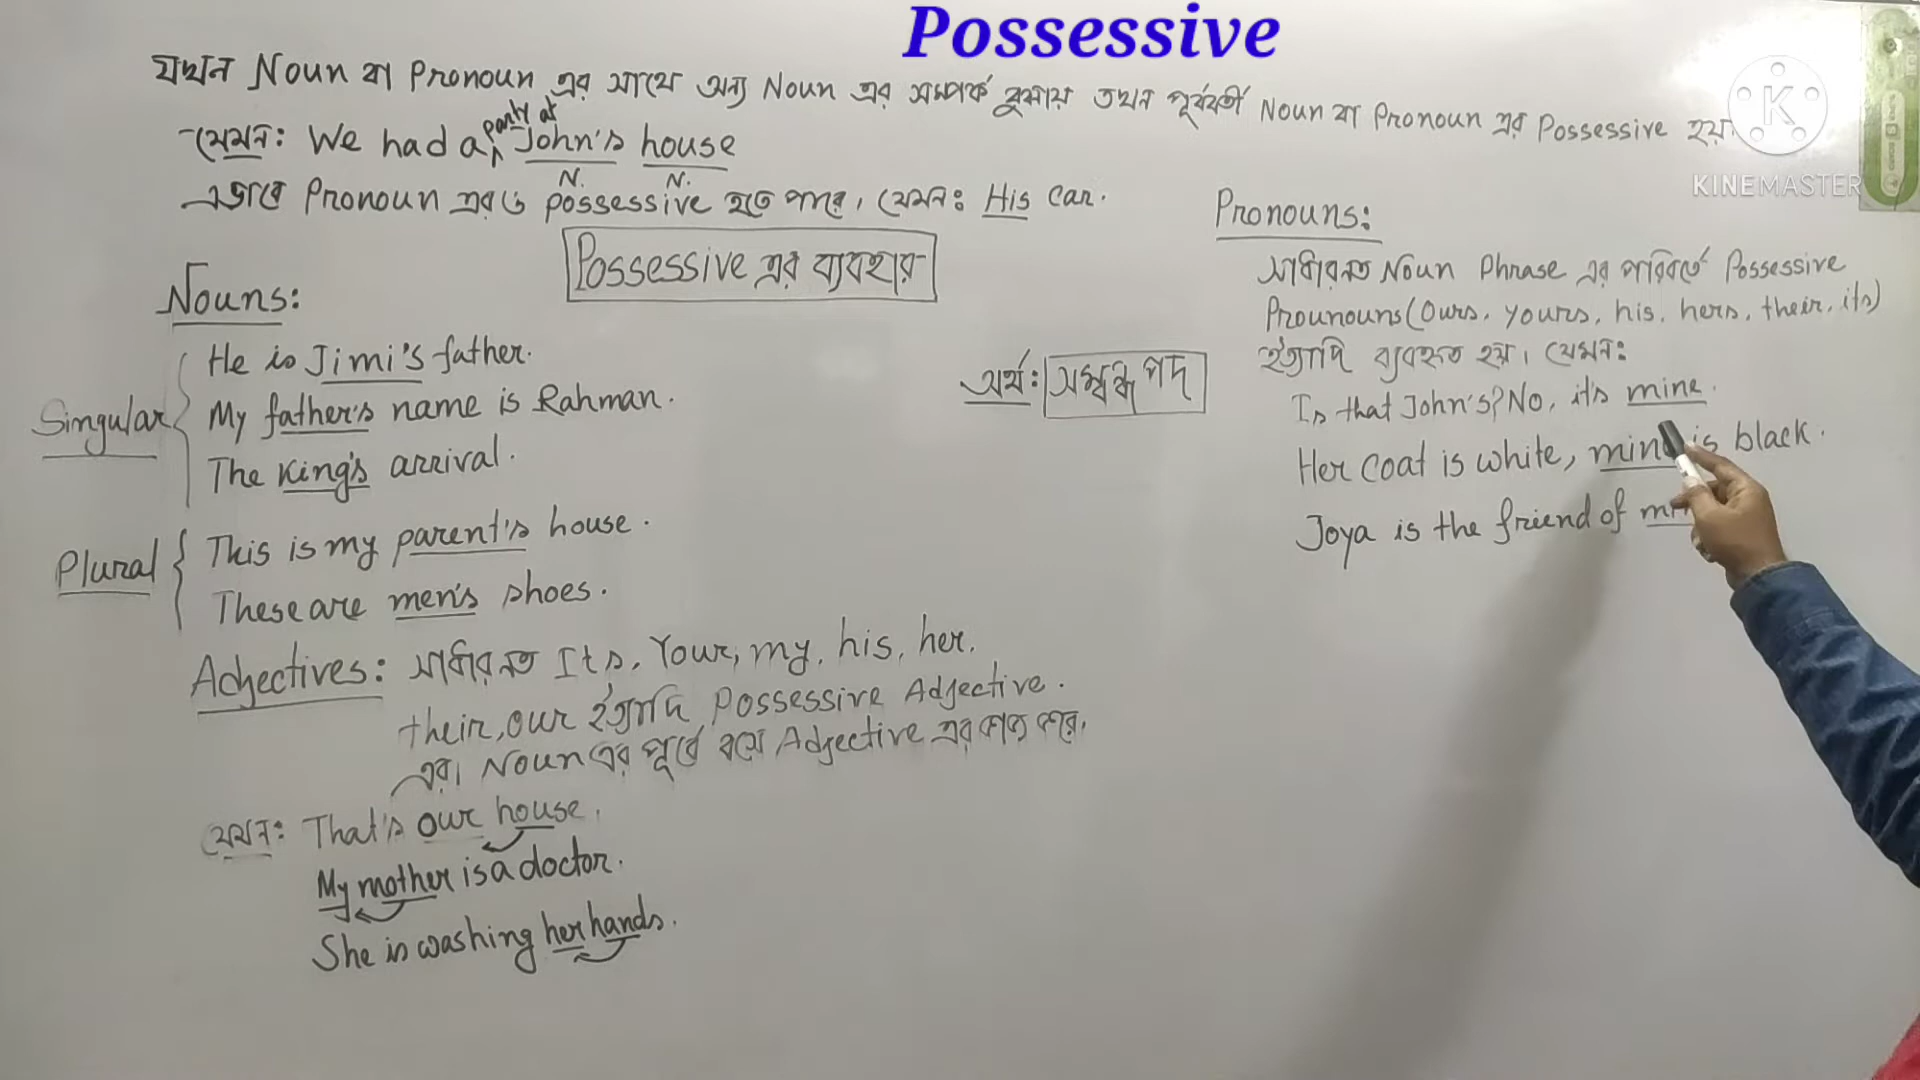 Possessive
যখন Noun বা Pronoun এর সাথে অন্য Noun এর সম্পর্ক বুঝায় তখন পূর্ববর্তী Noun বা Pronoun এর Possessive হয়।
যেমন: We had a party at John's house
N. N.
এভাবে Pronoun এরও possessive হতে পারে, যেমন: His car.
Possessive এর ব্যবহার
Nouns:
Singular
He is Jimi's father.
My father's name is Rahman.
The King's arrival.
Plural
This is my parent's house.
These are men's shoes.
Adjectives: সাধারনত Its, Your, my, his, her,
their, our ইত্যাদি Possessive Adjective.
এরা Noun এর পূর্বে বসে Adjective এর কাজ করে।
যেমন: That's our house.
My mother is a doctor.
She is washing her hands.
অর্থ: সম্বন্ধ পদ
Pronouns:
সাধারনত Noun Phrase এর পরিবর্তে Possessive
Prounouns (Ours, yours, his, hers, their, its)
ইত্যাদি ব্যবহৃত হয়। যেমন:
Is that John's? No, it's mine.
Her coat is white, mine is black.
Joya is the friend of
K
KINEMASTER